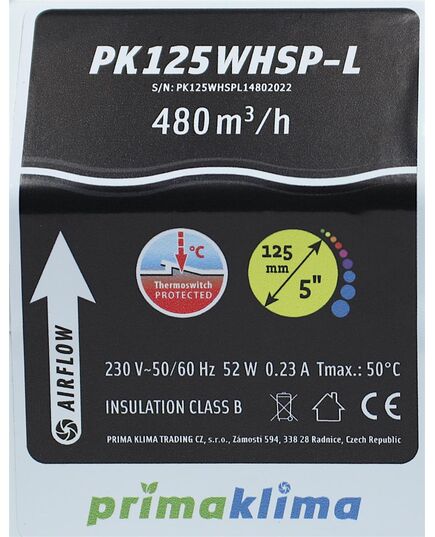 PK125WHSP-L
S/N: PK125WHSPL14802022
480 m³/h
°C
Thermoswitch
PROTECTED
125
mm
5"
AIRFLOW
230 V~50/60 Hz 52 W 0.23 A Tmax.: 50°C
INSULATION CLASS B
CE
PRIMA KLIMA TRADING CZ, s.r.o., Zámostí 594, 338 28 Radnice, Czech Republic
primaklima